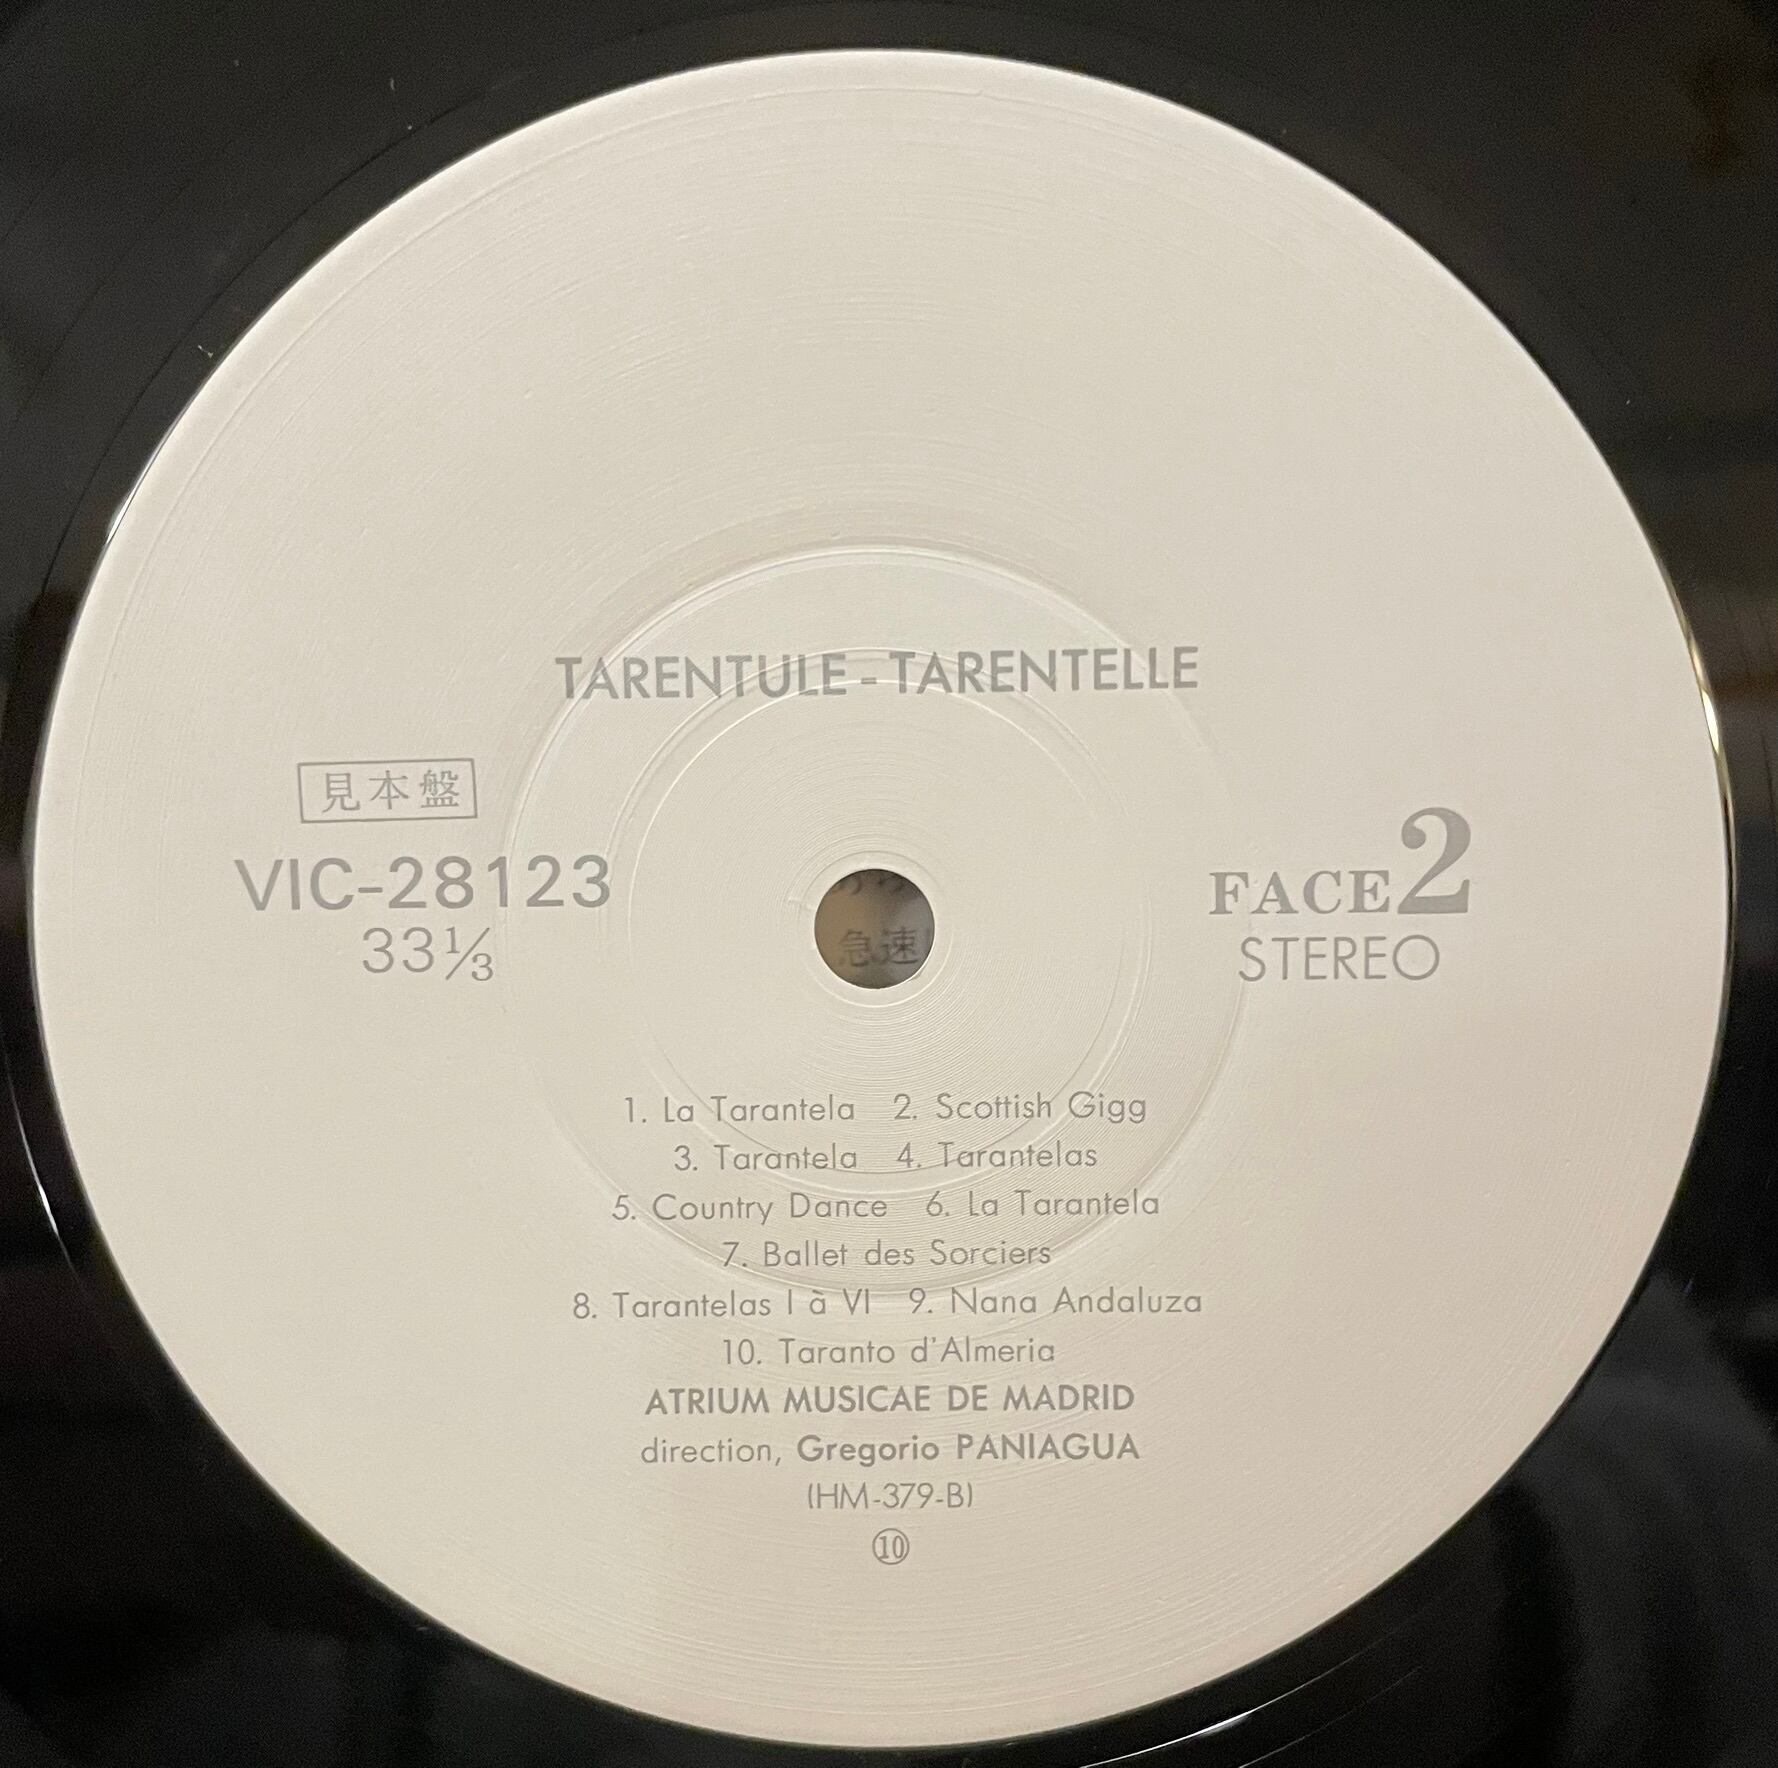 TARENTULE - TARENTELLE
見本盤
VIC-28123
33⅓
FACE 2
STEREO
急速
1. La Tarantela 2. Scottish Gigg
3. Tarantela 4. Tarantelas
5. Country Dance 6. La Tarantela
7. Ballet des Sorciers
8. Tarantelas I à VI 9. Nana Andaluza
10. Taranto d'Almeria
ATRIUM MUSICAE DE MADRID
direction, Gregorio PANIAGUA
(HM-379-B)
⑩